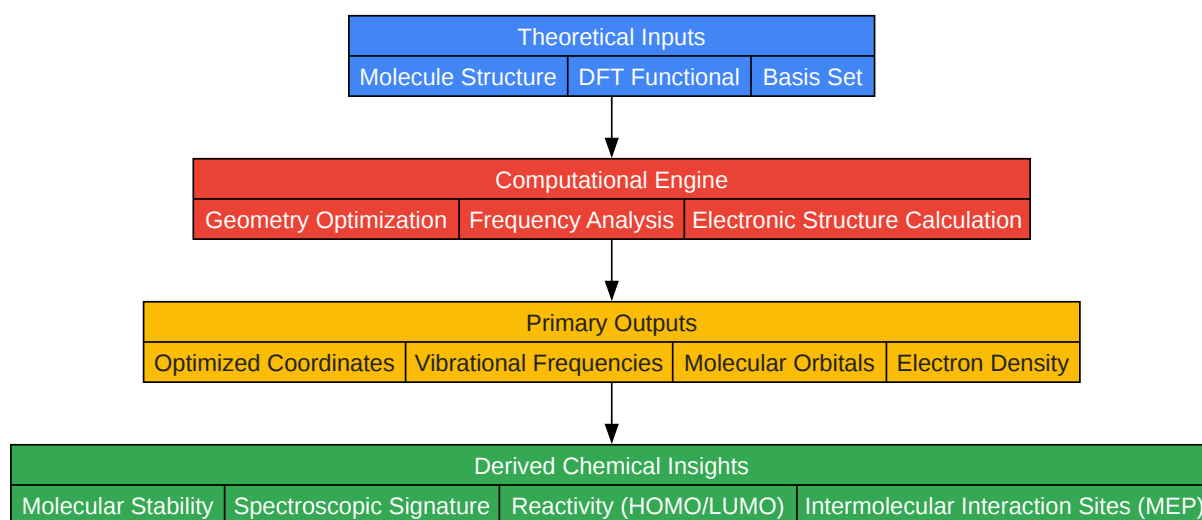 Theoretical Inputs
Molecule Structure DFT Functional Basis Set
Computational Engine
Geometry Optimization Frequency Analysis Electronic Structure Calculation
Primary Outputs
Optimized Coordinates Vibrational Frequencies Molecular Orbitals Electron Density
Derived Chemical Insights
Molecular Stability Spectroscopic Signature Reactivity (HOMO/LUMO) Intermolecular Interaction Sites (MEP)